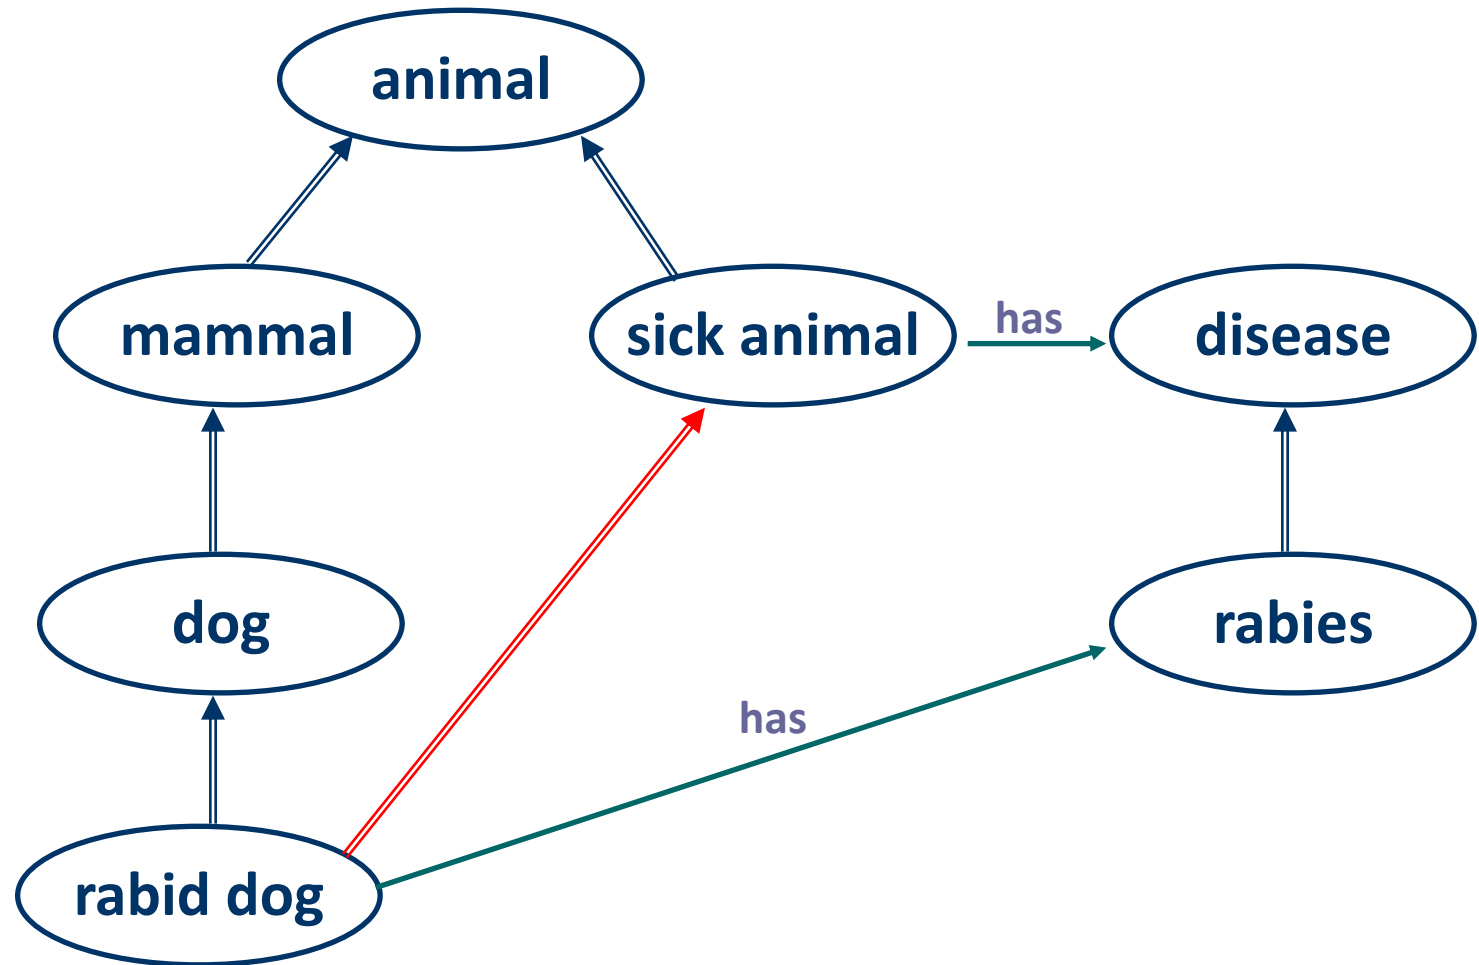 animal
mammal
sick animal
has
disease
dog
rabies
has
rabid dog